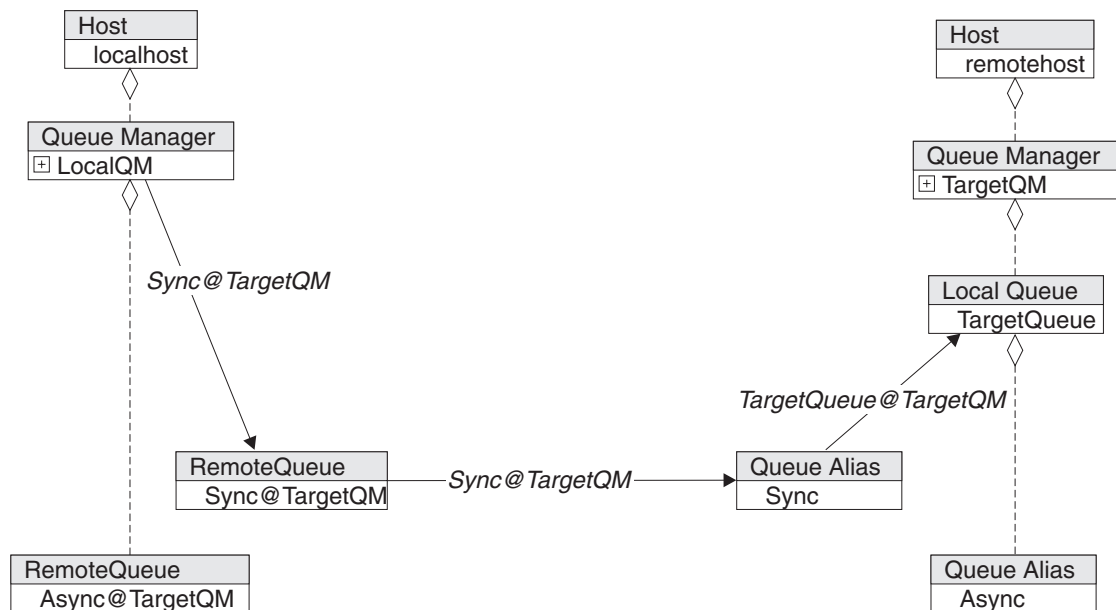 Host
localhost
Host
remotehost
Queue Manager
LocalQM
Queue Manager
TargetQM
Sync@TargetQM
Local Queue
TargetQueue
TargetQueue@TargetQM
RemoteQueue
Sync@TargetQM
Sync@TargetQM
Queue Alias
Sync
RemoteQueue
Async@TargetQM
Queue Alias
Async